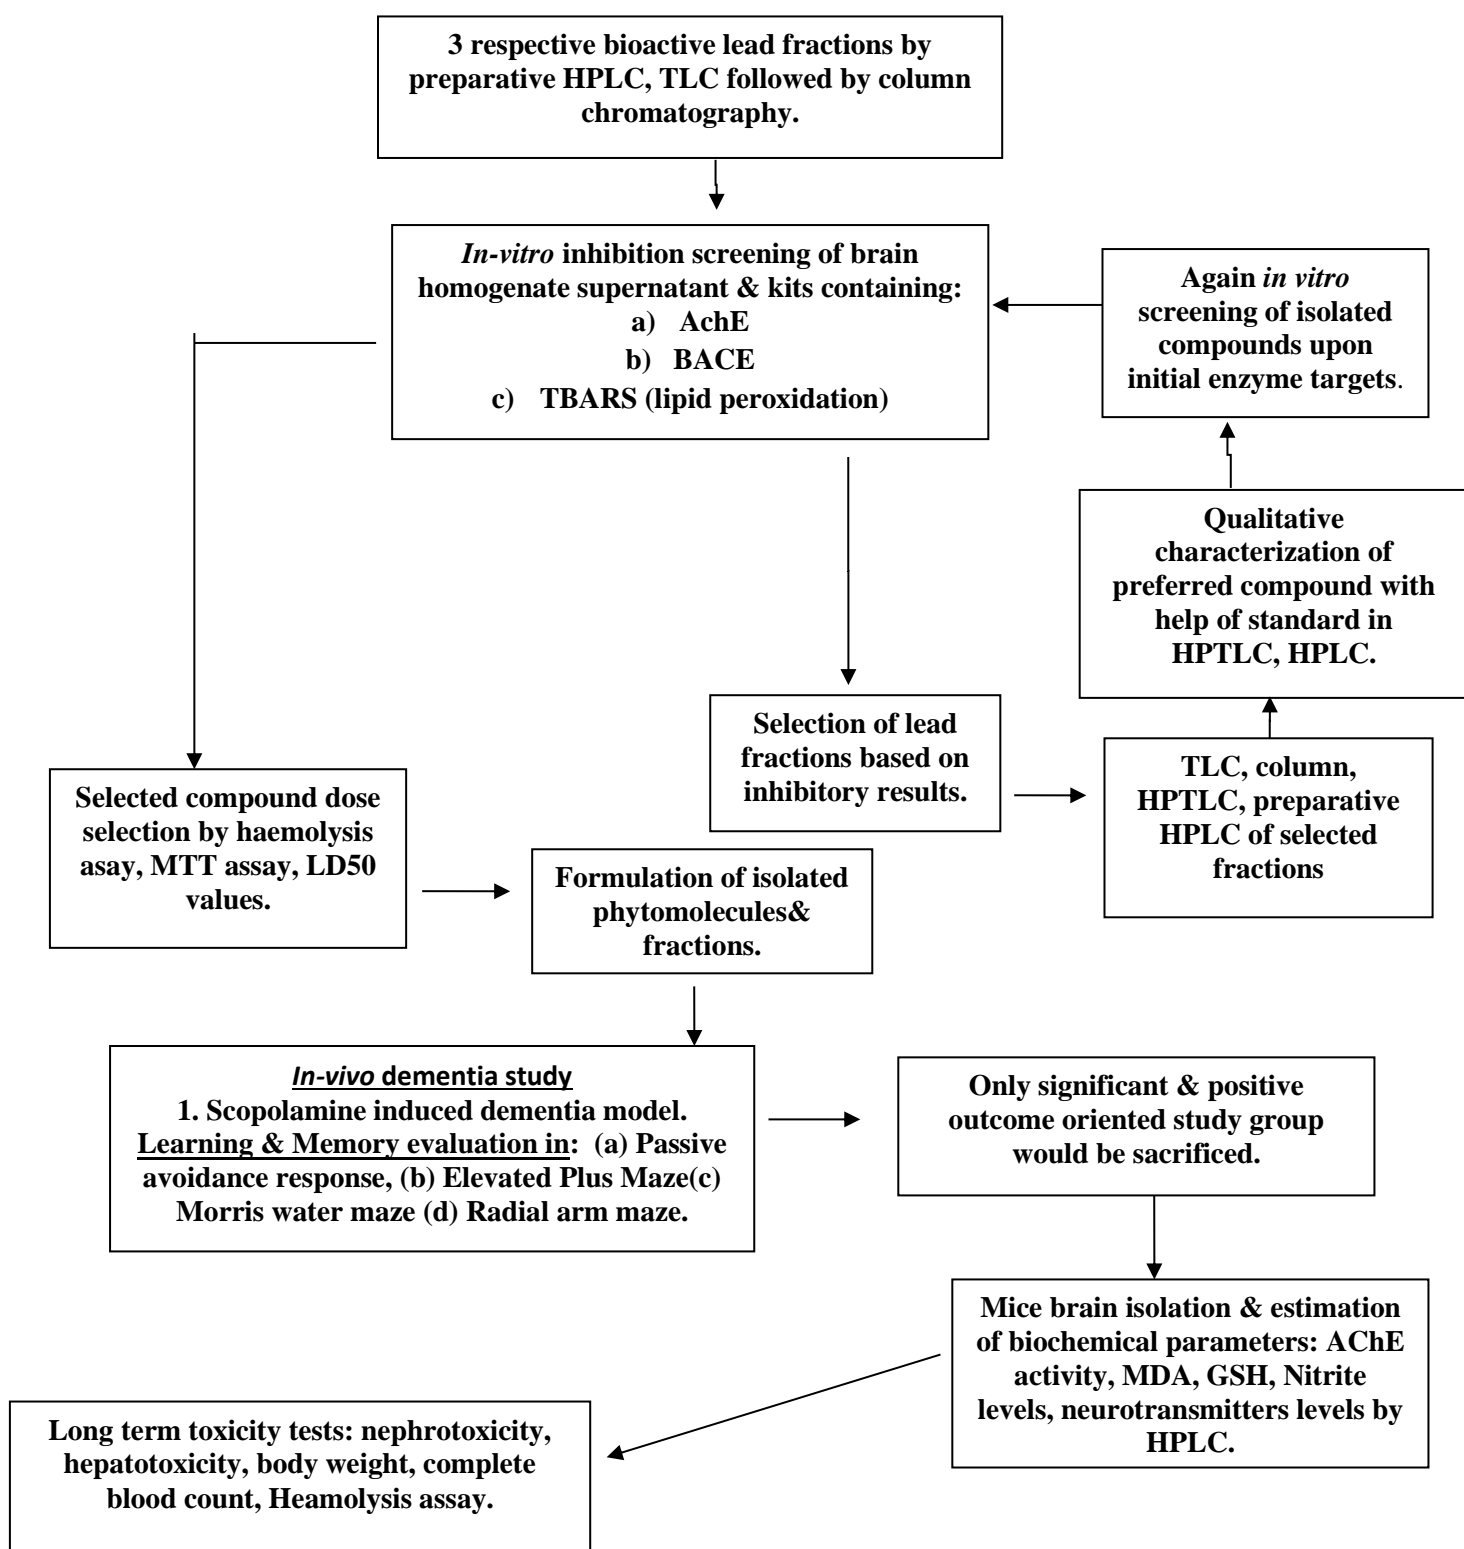 3 respective bioactive lead fractions by
preparative HPLC, TLC followed by column
chromatography.
In-vitro inhibition screening of brain
homogenate supernatant & kits containing:
a) AchE
b) BACE
c) TBARS (lipid peroxidation)
Again in vitro
screening of isolated
compounds upon
initial enzyme targets.
Qualitative
characterization of
preferred compound with
help of standard in
HPTLC, HPLC.
Selection of lead
fractions based on
inhibitory results.
TLC, column,
HPTLC, preparative
HPLC of selected
fractions
Selected compound dose
selection by haemolysis
asay, MTT assay, LD50
values.
Formulation of isolated
phytomolecules&
fractions.
In-vivo dementia study
1. Scopolamine induced dementia model.
Learning & Memory evaluation in: (a) Passive
avoidance response, (b) Elevated Plus Maze(c)
Morris water maze (d) Radial arm maze.
Only significant & positive
outcome oriented study group
would be sacrificed.
Mice brain isolation & estimation
of biochemical parameters: AChE
activity, MDA, GSH, Nitrite
levels, neurotransmitters levels by
HPLC.
Long term toxicity tests: nephrotoxicity,
hepatotoxicity, body weight, complete
blood count, Heamolysis assay.